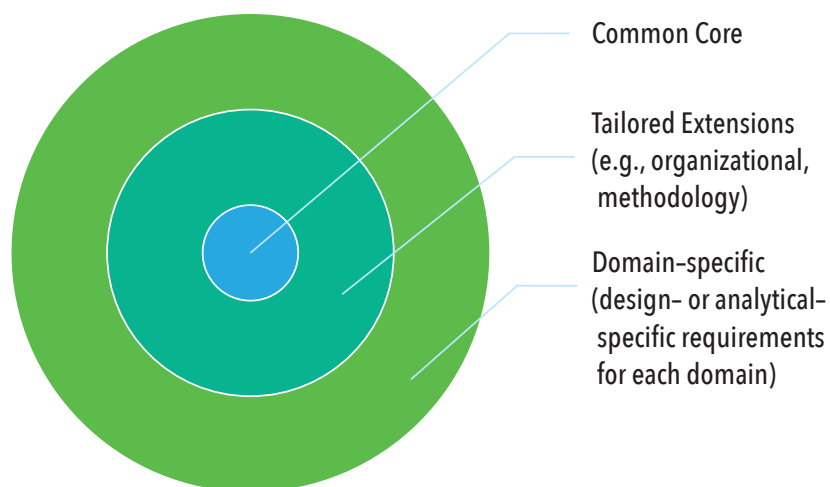 Common Core
Tailored Extensions
(e.g., organizational,
methodology)
Domain–specific
(design– or analytical–
specific requirements
for each domain)